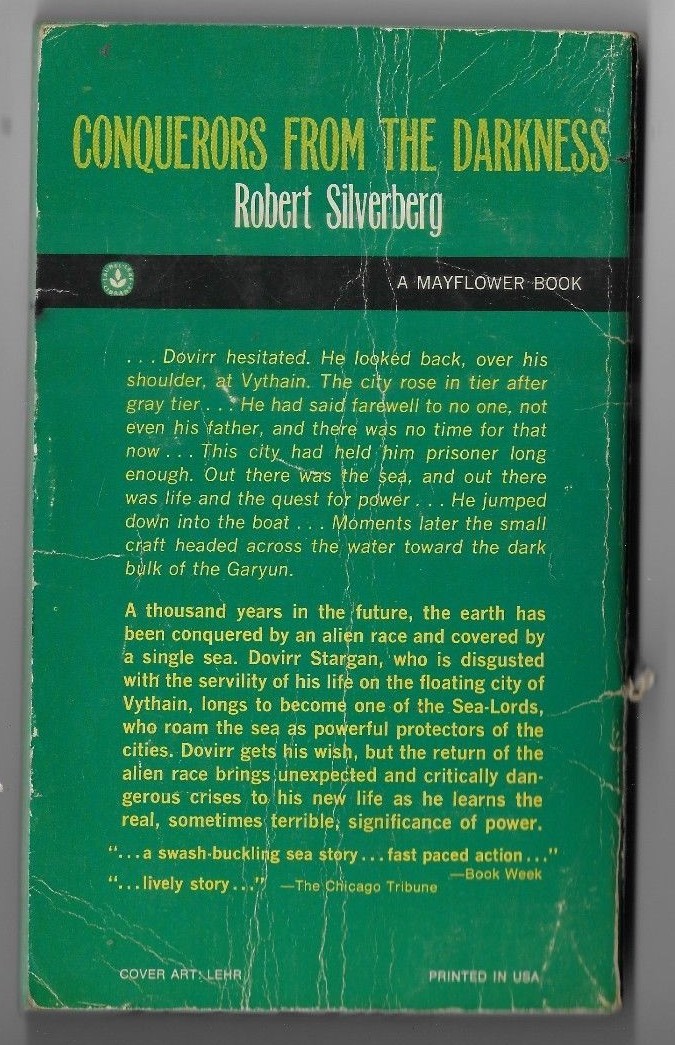 CONQUERORS FROM THE DARKNESS
Robert Silverberg
LAUREL-LEAF LIBRARY
A MAYFLOWER BOOK
. . . Dovirr hesitated. He looked back, over his
shoulder, at Vythain. The city rose in tier after
gray tier . . . He had said farewell to no one, not
even his father, and there was no time for that
now . . . This city had held him prisoner long
enough. Out there was the sea, and out there
was life and the quest for power . . . He jumped
down into the boat . . . Moments later the small
craft headed across the water toward the dark
bulk of the Garyun.
A thousand years in the future, the earth has
been conquered by an alien race and covered by
a single sea. Dovirr Stargan, who is disgusted
with the servility of his life on the floating city of
Vythain, longs to become one of the Sea-Lords,
who roam the sea as powerful protectors of the
cities. Dovirr gets his wish, but the return of the
alien race brings unexpected and critically dan-
gerous crises to his new life as he learns the
real, sometimes terrible, significance of power.
“...a swash-buckling sea story...fast paced action...”
—Book Week
“...lively story...” —The Chicago Tribune
COVER ART: LEHR
PRINTED IN USA